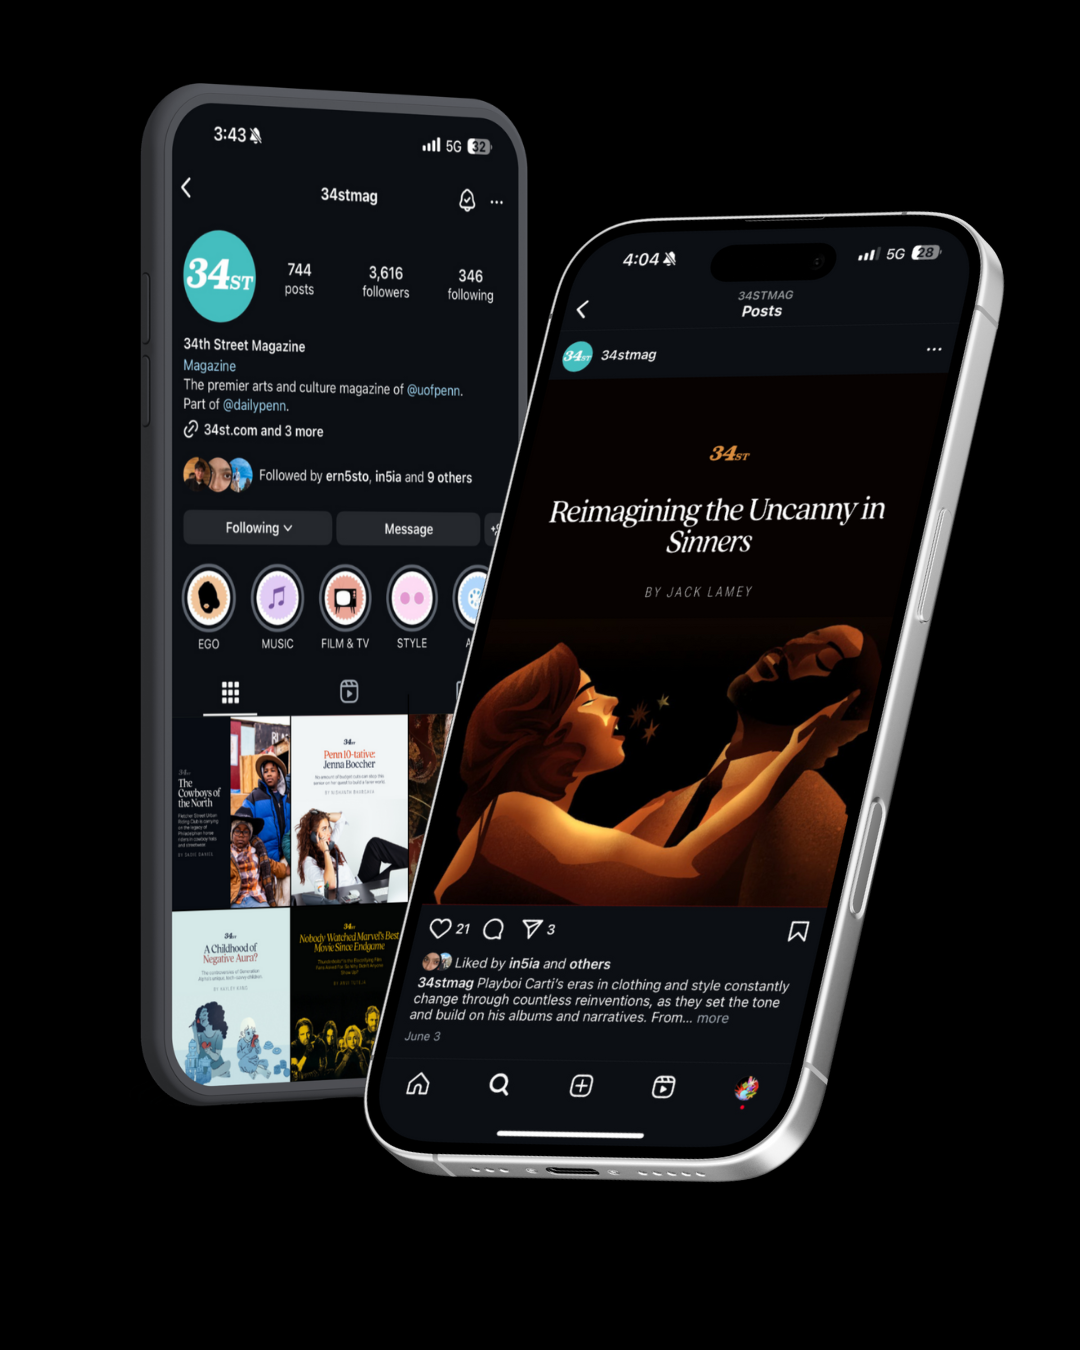 3:43
5G 32
34stmag
34ST
744
posts
3,616
followers
346
following
34th Street Magazine
Magazine
The premier arts and culture magazine of @uofpenn.
Part of @dailypenn.
34st.com and 3 more
Followed by ern5sto, in5ia and 9 others
Following
Message
EGO
MUSIC
FILM & TV
STYLE
A
34ST
The
Cowboys of
the North
34ST
Penn 10-tative:
Jenna Boccher
34ST
A Childhood of
Negative Aura?
34ST
Nobody Watched Marvel's Best
Movie Since Endgame
4:04
5G 28
34STMAG
Posts
34ST
34stmag
34ST
Reimagining the Uncanny in
Sinners
BY JACK LAMEY
21
3
Liked by in5ia and others
34stmag Playboi Carti's eras in clothing and style constantly
change through countless reinventions, as they set the tone
and build on his albums and narratives. From... more
June 3